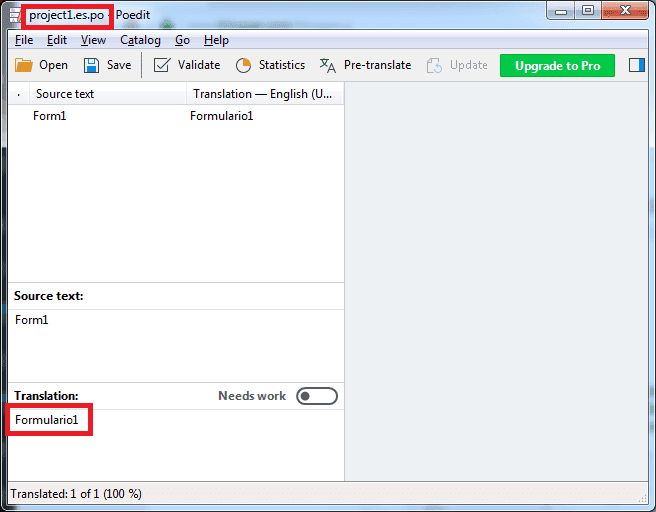 project1.es.po - Poedit
File Edit View Catalog Go Help
Open Save Validate Statistics Pre-translate Update Upgrade to Pro
. Source text Translation — English (U...
Form1 Formulario1
Source text:
Form1
Translation: Needs work
Formulario1
Translated: 1 of 1 (100 %)